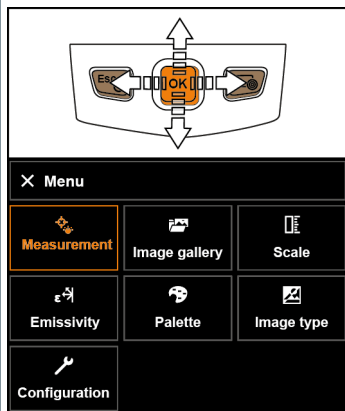 Esc
OK
× Menu
Measurement
Image gallery
Scale
ε
Emissivity
Palette
Image type
Configuration